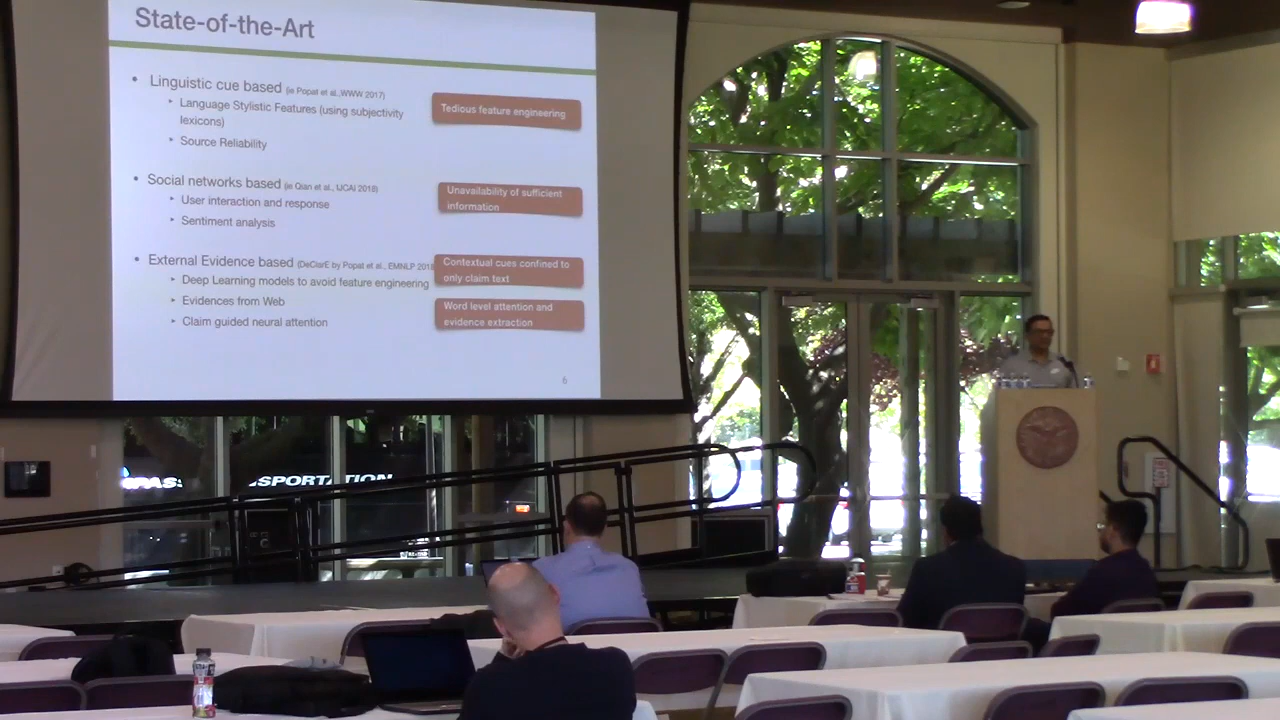 State-of-the-Art
• Linguistic cue based (ie Popat et al.,WWW 2017)
‣ Language Stylistic Features (using subjectivity
lexicons)
‣ Source Reliability
Tedious feature engineering
• Social networks based (ie Qian et al., IJCAI 2018)
‣ User interaction and response
‣ Sentiment analysis
Unavailability of sufficient
information
• External Evidence based (DeClarE by Popat et al., EMNLP 2018
‣ Deep Learning models to avoid feature engineering
‣ Evidences from Web
‣ Claim guided neural attention
Contextual cues confined to
only claim text
Word level attention and
evidence extraction
6
SPORTATION